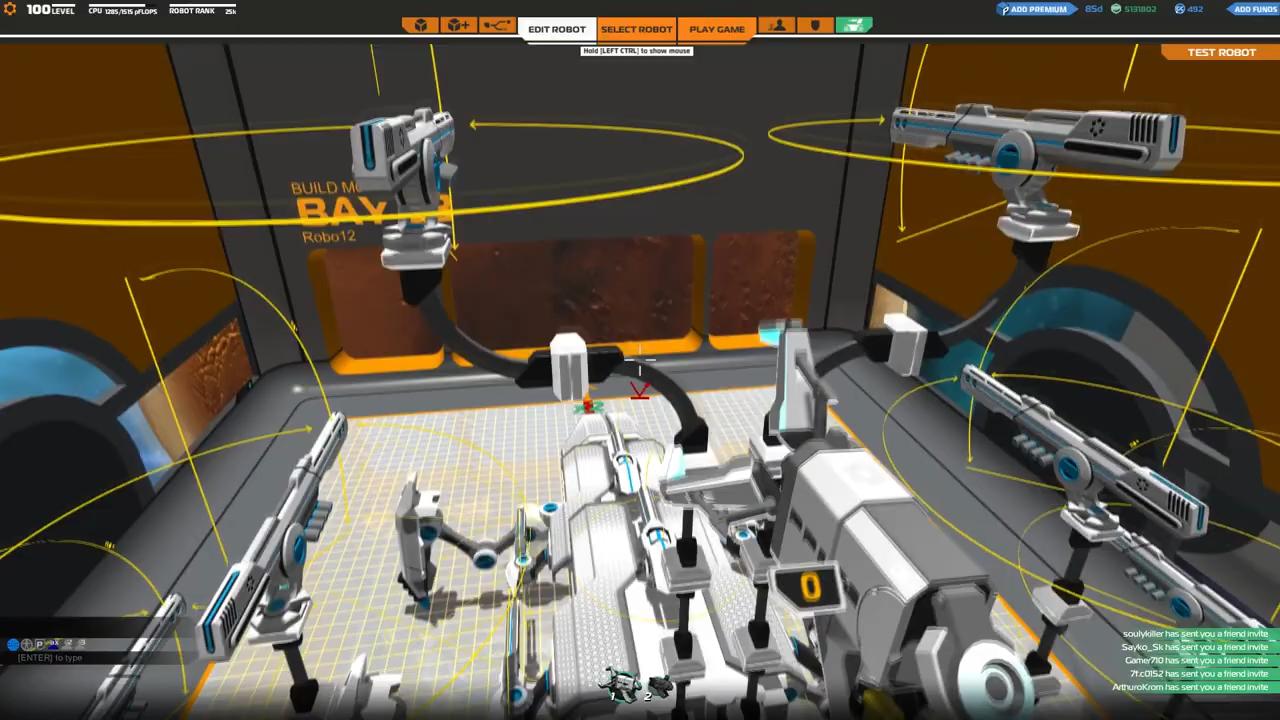 100 LEVEL
CPU 1285/1515 pFLOPS
ROBOT RANK 25k
EDIT ROBOT
SELECT ROBOT
PLAY GAME
ADD PREMIUM
85d
5131802
492
ADD FUNDS
Hold [LEFT CTRL] to show mouse
TEST ROBOT
BUILD
BAY
Robo12
0
[ENTER] to type
1
2
soulykiller has sent you a friend invite
Sayko_Sk has sent you a friend invite
Gamer710 has sent you a friend invite
7f.c0152 has sent you a friend invite
ArthuroKrom has sent you a friend invite